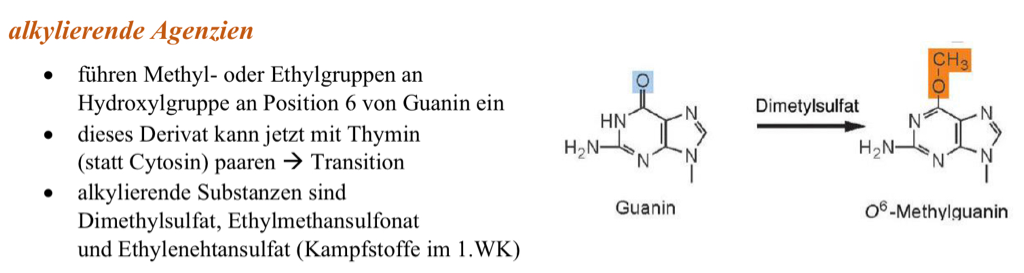 alkylierende Agenzien
• führen Methyl- oder Ethylgruppen an
Hydroxylgruppe an Position 6 von Guanin ein
• dieses Derivat kann jetzt mit Thymin
(statt Cytosin) paaren → Transition
• alkylierende Substanzen sind
Dimethylsulfat, Ethylmethansulfonat
und Ethylenehtansulfat (Kampfstoffe im 1.WK)
O
HN
N
H₂N
N
N
Guanin
Dimetylsulfat
CH₃
O
N
N
H₂N
N
N
O⁶-Methylguanin